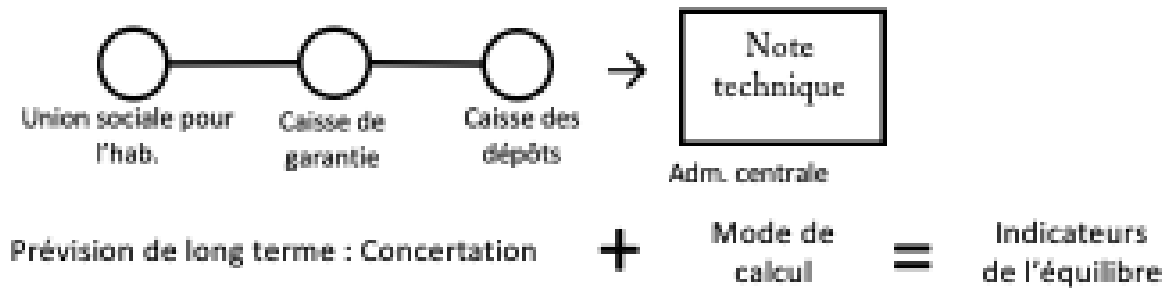 Note
technique
Union sociale pour
l'hab.
Caisse de
garantie
Caisse des
dépôts
Adm. centrale
Prévision de long terme : Concertation + Mode de calcul = Indicateurs de l'équilibre